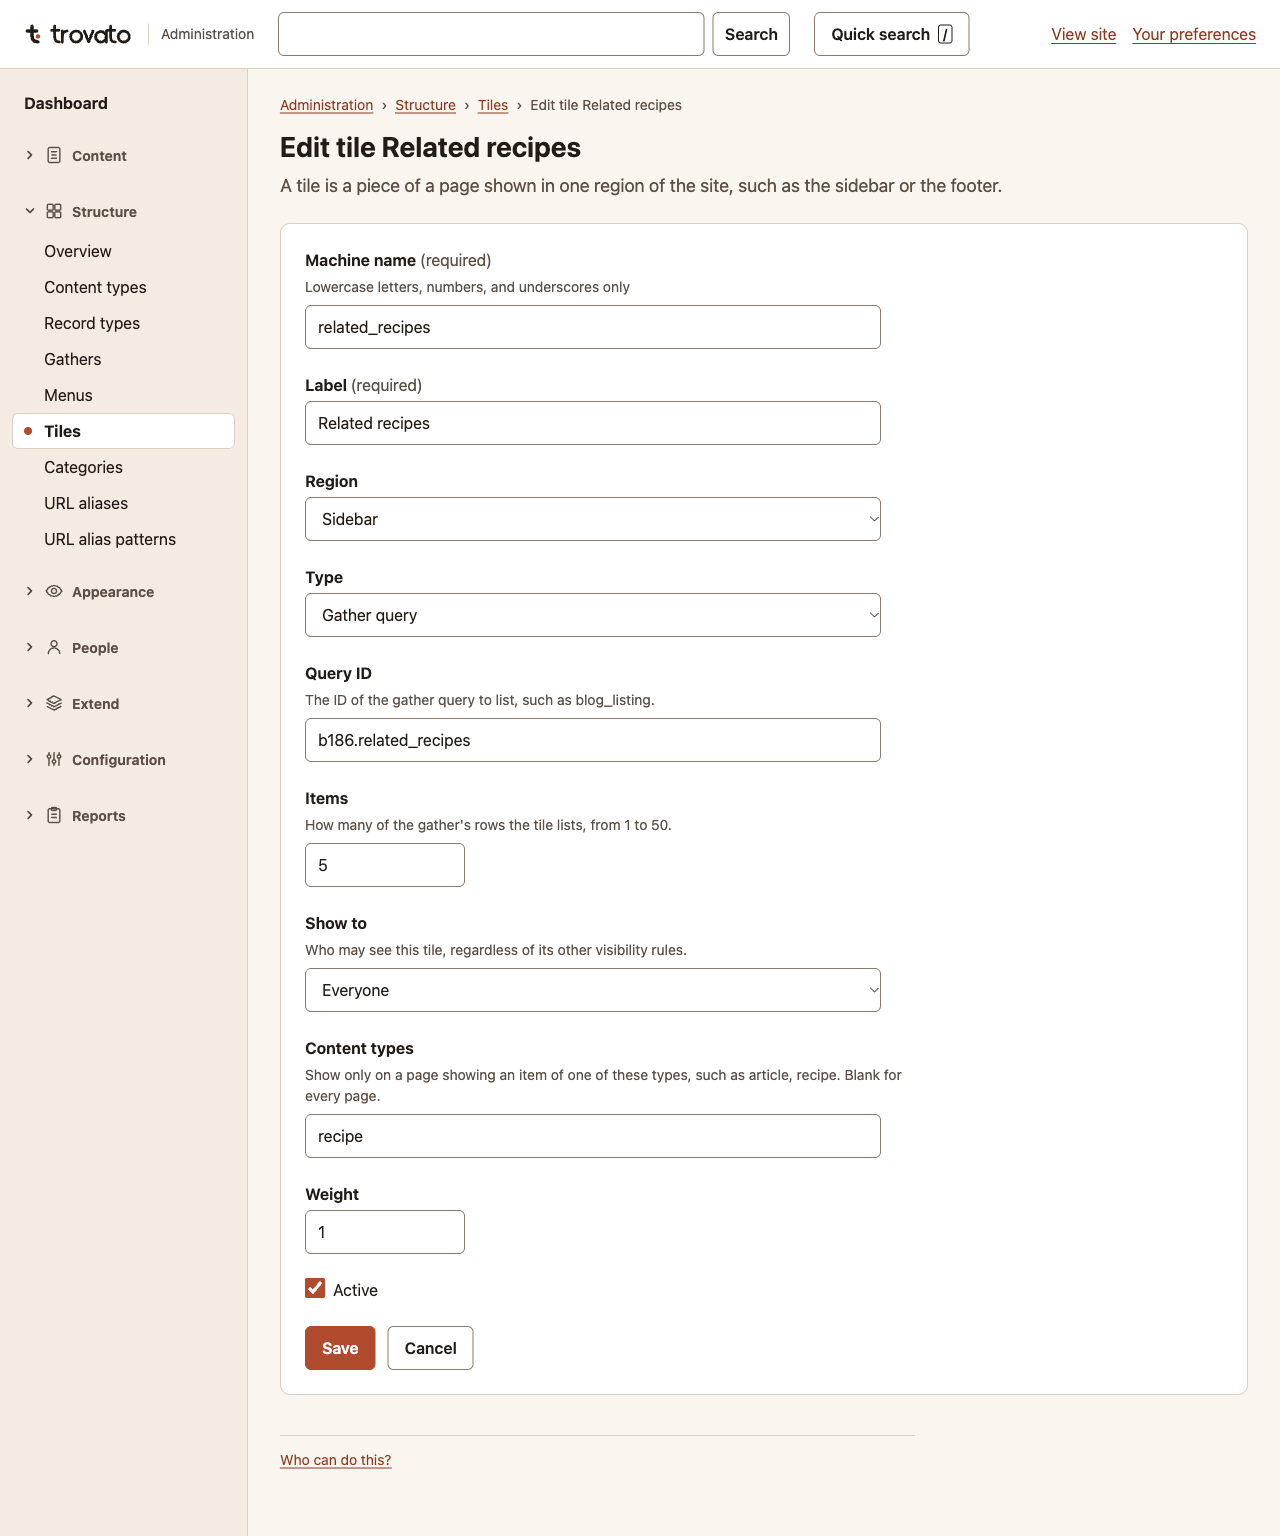 trovato
Administration
Search
Quick search /
View site
Your preferences
Dashboard
Content
Structure
Overview
Content types
Record types
Gathers
Menus
Tiles
Categories
URL aliases
URL alias patterns
Appearance
People
Extend
Configuration
Reports
Administration › Structure › Tiles › Edit tile Related recipes
Edit tile Related recipes
A tile is a piece of a page shown in one region of the site, such as the sidebar or the footer.
Machine name (required)
Lowercase letters, numbers, and underscores only
related_recipes
Label (required)
Related recipes
Region
Sidebar
Type
Gather query
Query ID
The ID of the gather query to list, such as blog_listing.
b186.related_recipes
Items
How many of the gather's rows the tile lists, from 1 to 50.
5
Show to
Who may see this tile, regardless of its other visibility rules.
Everyone
Content types
Show only on a page showing an item of one of these types, such as article, recipe. Blank for
every page.
recipe
Weight
1
Active
Save
Cancel
Who can do this?